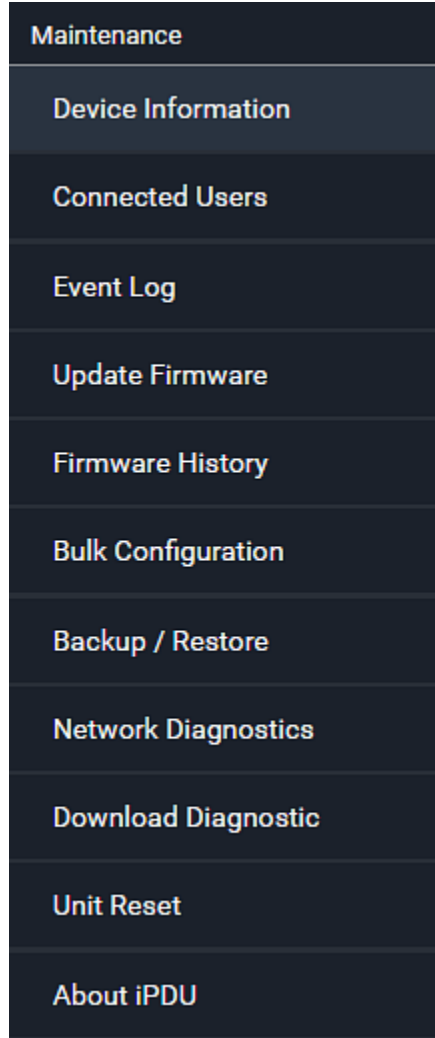 Maintenance
Device Information
Connected Users
Event Log
Update Firmware
Firmware History
Bulk Configuration
Backup / Restore
Network Diagnostics
Download Diagnostic
Unit Reset
About iPDU